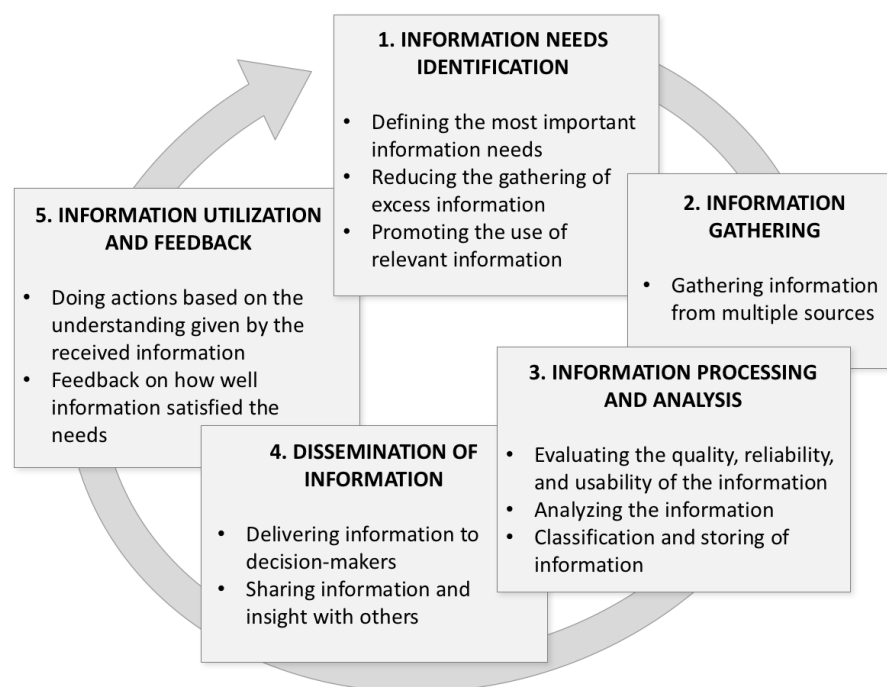 1. INFORMATION NEEDS
IDENTIFICATION
• Defining the most important
information needs
• Reducing the gathering of
excess information
• Promoting the use of
relevant information
2. INFORMATION
GATHERING
• Gathering information
from multiple sources
3. INFORMATION PROCESSING
AND ANALYSIS
• Evaluating the quality, reliability,
and usability of the information
• Analyzing the information
• Classification and storing of
information
4. DISSEMINATION OF
INFORMATION
• Delivering information to
decision-makers
• Sharing information and
insight with others
5. INFORMATION UTILIZATION
AND FEEDBACK
• Doing actions based on the
understanding given by the
received information
• Feedback on how well
information satisfied the
needs